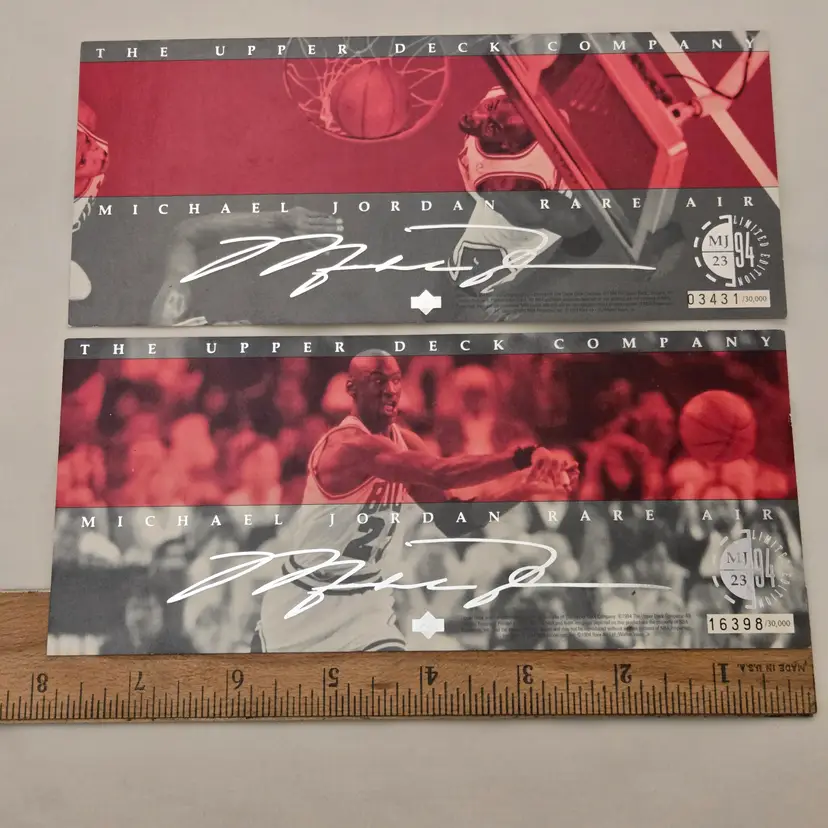 THE UPPER DECK COMPANY
MICHAEL JORDAN RARE AIR
LIMITED EDITION
MJ
23
94
03431/30,000
THE UPPER DECK COMPANY
BUL
2
MICHAEL JORDAN RARE AIR
LIMITED EDITION
MJ
23
94
16398/30,000
8 7 6 5 4 3 2 1 MADE IN U.S.A.